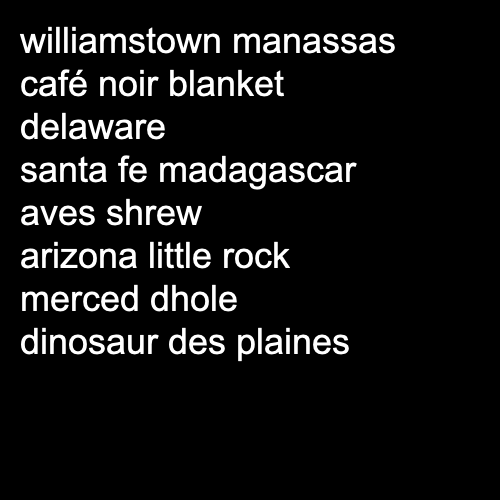 williamstown manassas
café noir blanket
delaware
santa fe madagascar
aves shrew
arizona little rock
merced dhole
dinosaur des plaines